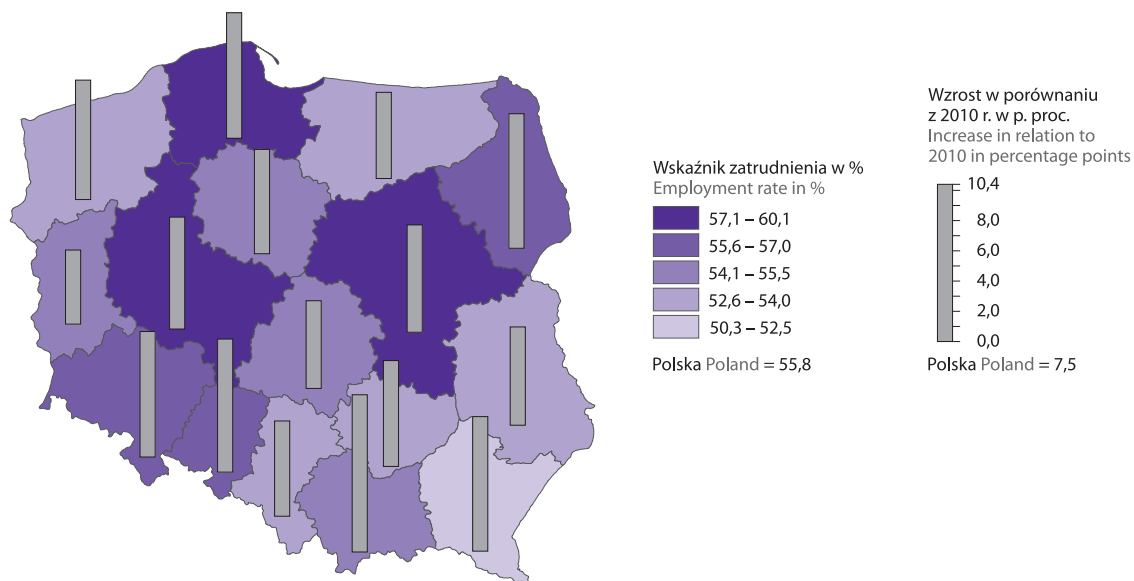 Wskaźnik zatrudnienia w %
Employment rate in %
57,1 – 60,1
55,6 – 57,0
54,1 – 55,5
52,6 – 54,0
50,3 – 52,5
Polska Poland = 55,8
Wzrost w porównaniu
z 2010 r. w p. proc.
Increase in relation to
2010 in percentage points
10,4
8,0
6,0
4,0
2,0
0,0
Polska Poland = 7,5